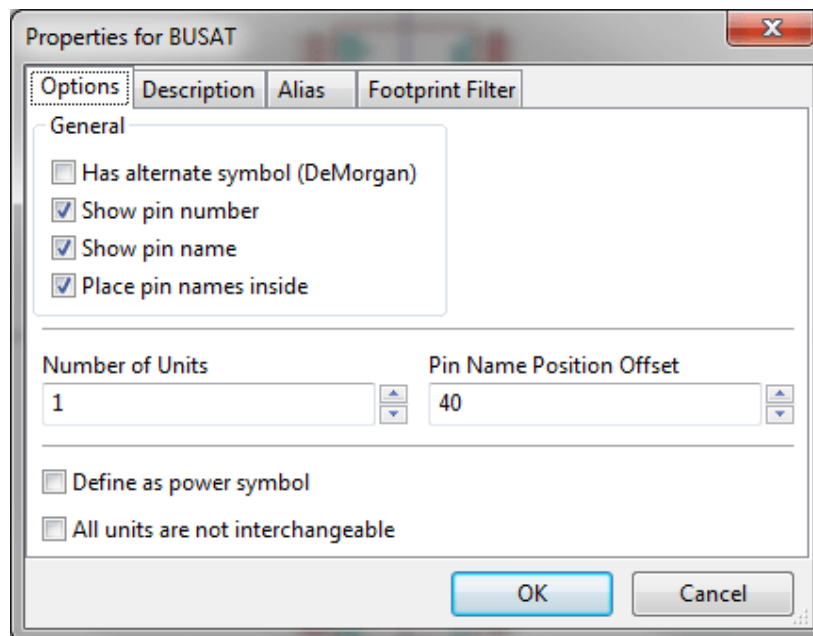 Properties for BUSAT
Options Description Alias Footprint Filter
General
Has alternate symbol (DeMorgan)
Show pin number
Show pin name
Place pin names inside
Number of Units Pin Name Position Offset
1 40
Define as power symbol
All units are not interchangeable
OK Cancel